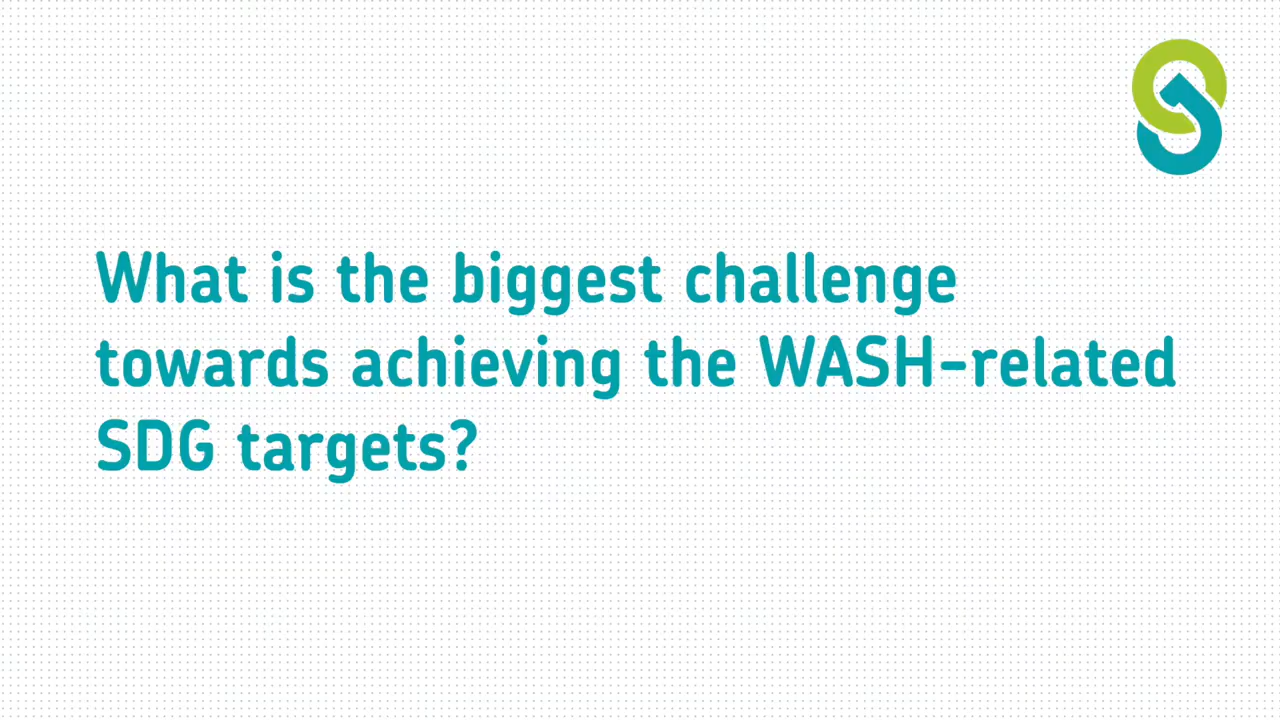 What is the biggest challenge
towards achieving the WASH-related
SDG targets?